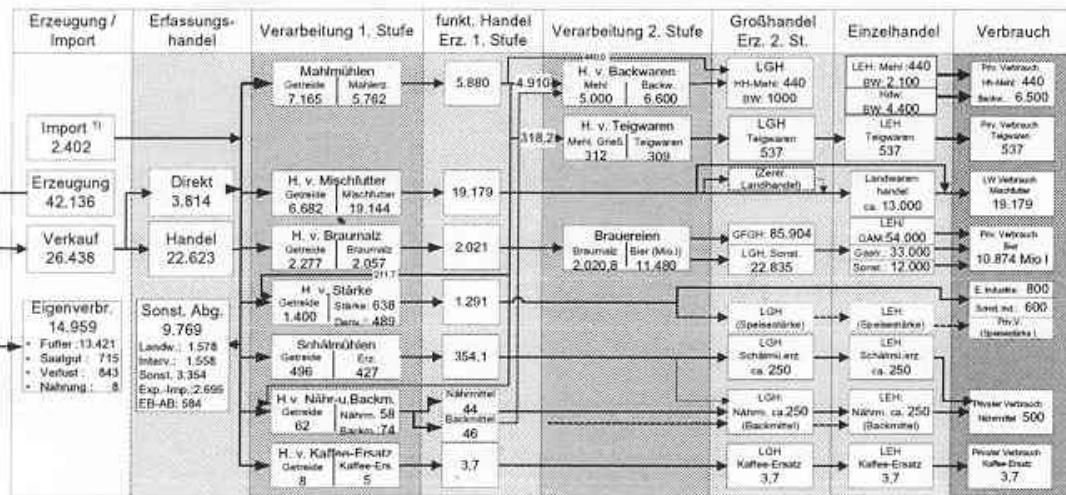 Erzeugung /
Import
Erfassungs-
handel
Verarbeitung 1. Stufe
funkt. Handel
Erz. 1. Stufe
Verarbeitung 2. Stufe
Großhandel
Erz. 2. St.
Einzelhandel
Verbrauch
Import 1)
2.402
Erzeugung
42.136
Verkauf
26.438
Eigenverbr.
14.959
• Futter :13.421
• Saatgut : 715
• Verlust : 843
• Nahrung : 8
Direkt
3.814
Handel
22.623
Sonst. Abg.
9.769
Landw.: 1.578
Interv.: 1.558
Sonst. 3.354
Exp.-Imp.:2.695
EB-AB: 584
Mahlmühlen
Getreide
7.165
Mahlerz.
5.762
H. v. Mischfutter
Getreide
6.682
Mischfutter
19.144
H. v. Braumalz
Getreide
2.277
Braumalz
2.057
211,7
H. v. Stärke
Getreide
1.400
Stärke: 638
Deriv.: 489
Schälmühlen
Getreide
496
Erz.
427
H. v. Nähr-u.Backm.
Getreide
62
Nährm. 58
Backm.:74
H. v. Kaffee-Ersatz
Getreide
8
Kaffee-Ers.
5
5.880
4.910
440,0
318,2
19.179
2.021
1.291
354,1
Nährmittel
44
Backmittel
46
3,7
H. v. Backwaren
Mehl
5.000
Backw.
6.600
H. v. Teigwaren
Mehl. Grieß.
312
Teigwaren
309
Brauereien
Braumalz
2.020,8
Bier (Mio.l)
11.480
LGH
HH-Mehl: 440
BW: 1000
LGH
Teigwaren
537
(Zentr.
Landhandel)
GFGH: 85.904
LGH, Sonst.
22.835
LGH
(Speisestärke)
LGH
Schälmü.erz
ca. 250
LGH:
Nährm. ca.250
(Backmittel)
LGH
Kaffee-Ersatz
3,7
LEH: Mehl :440
BW: 2.100
Hdw.
BW: 4.400
LEH
Teigwaren
537
Landwaren
handel
ca. 13.000
LEH/
GAM:54.000
Gastr.:33.000
Sonst.: 12.000
LEH:
(Speisestärke)
LEH
Schälmü.erz
ca. 250
LEH:
Nährm. ca. 250
(Backmittel)
LEH
Kaffee-Ersatz
3,7
Priv. Verbrauch
HH-Mehl: 440
Backw.: 6.500
Priv. Verbrauch
Teigwaren
537
LW Verbrauch
Mischfutter
19.179
Priv. Verbrauch
Bier
10.874 Mio l
E. Industrie 800
Sonst. Ind.: 600
Priv.V.
(Speisestärke)
Privater Verbrauch
Nährmittel 500
Privater Verbrauch
Kaffee-Ersatz
3,7